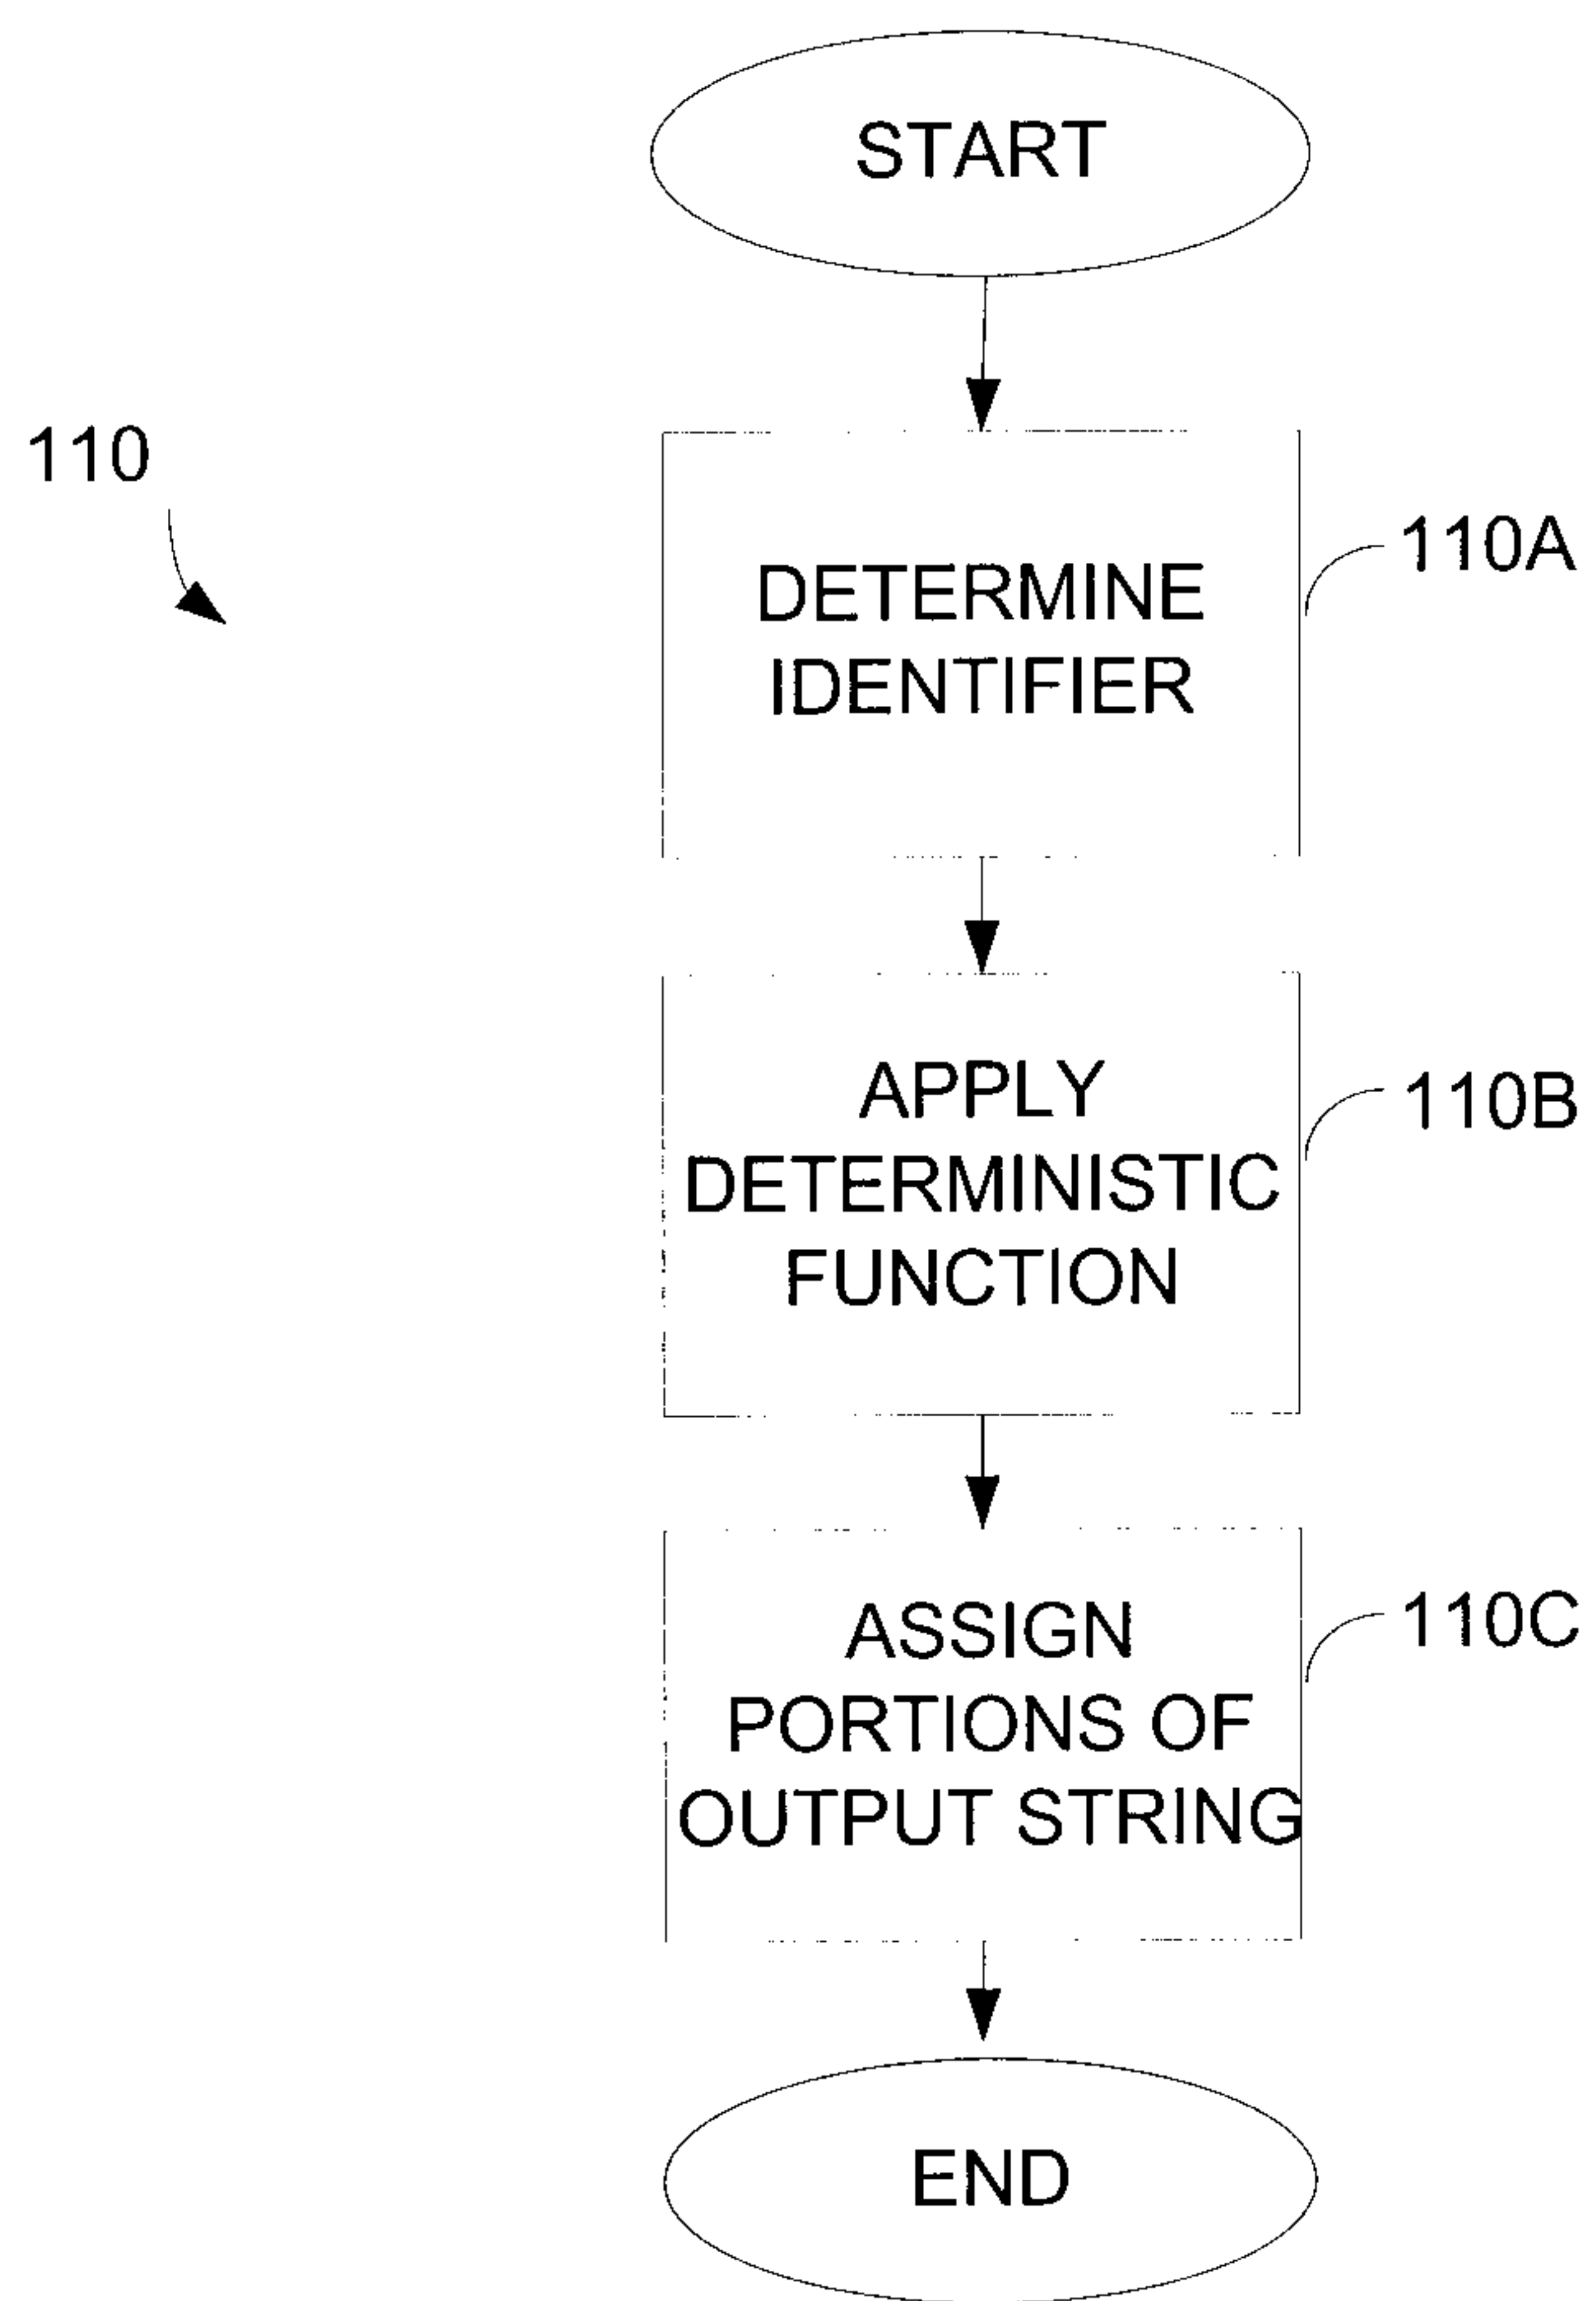 START
110
110A
DETERMINE
IDENTIFIER
110B
APPLY
DETERMINISTIC
FUNCTION
110C
ASSIGN
PORTIONS OF
OUTPUT STRING
END